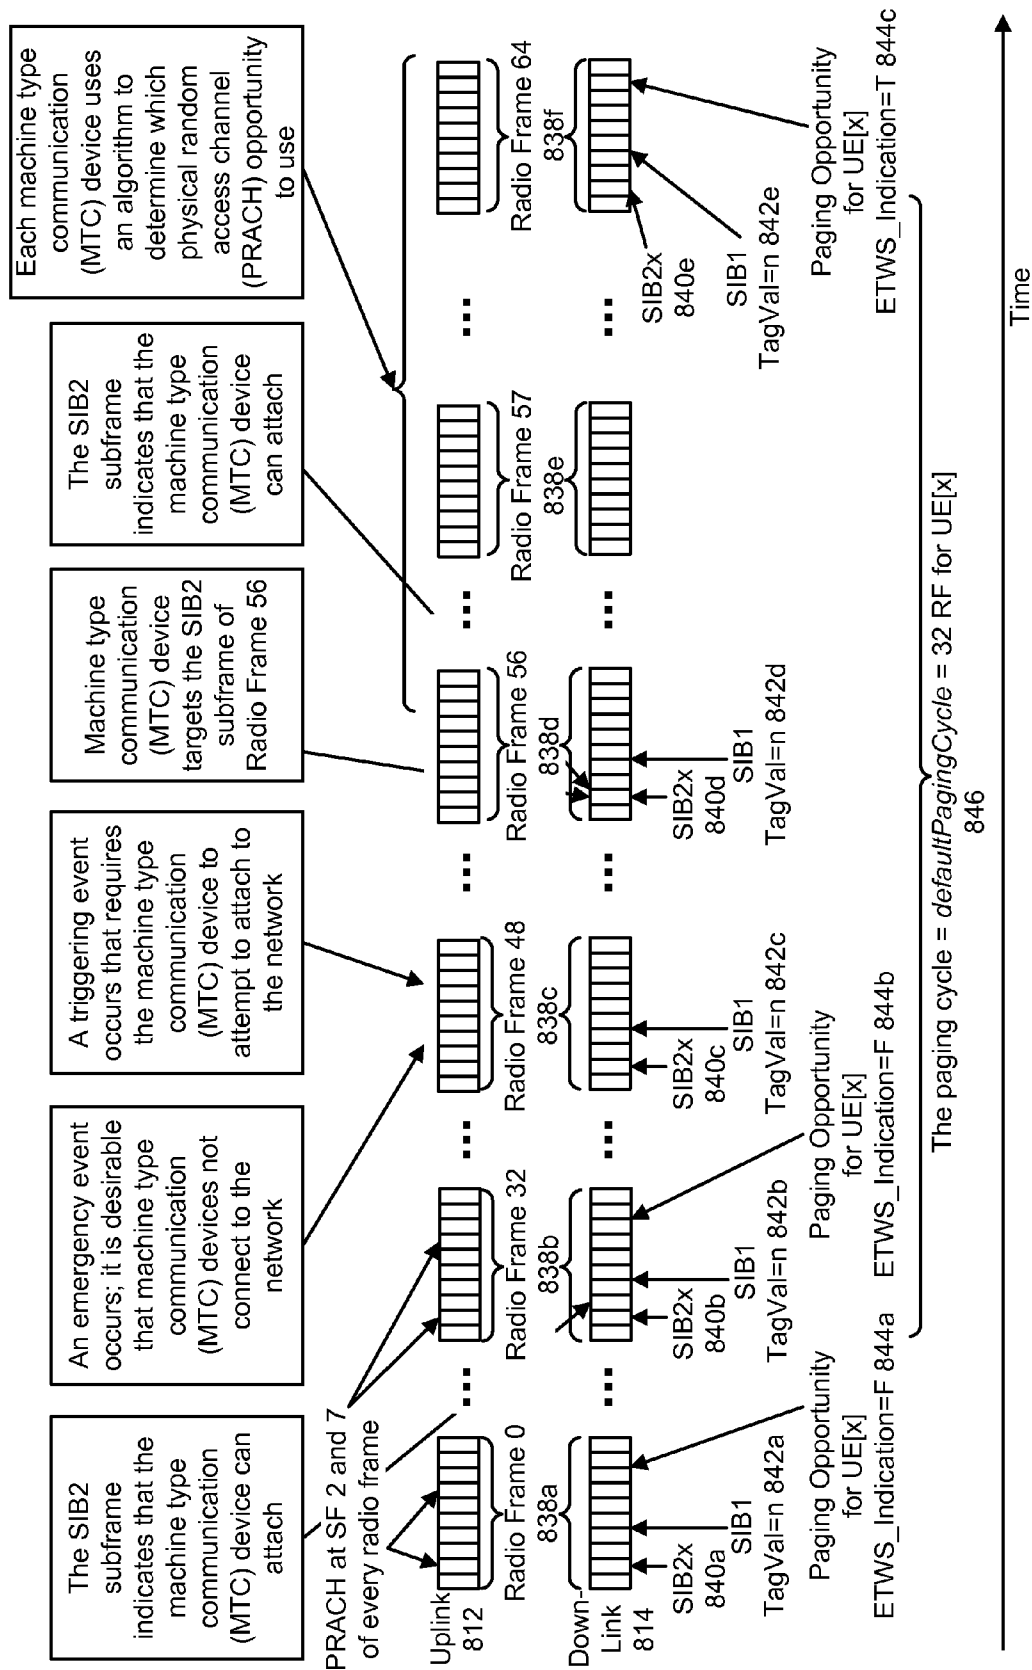 The SIB2
subframe
indicates that the
machine type
communication
(MTC) device can
attach
An emergency event
occurs; it is desirable
that machine type
communication
(MTC) devices not
connect to the
network
A triggering event
occurs that requires
the machine type
communication
(MTC) device to
attempt to attach to
the network
Machine type
communication
(MTC) device
targets the SIB2
subframe of
Radio Frame 56
The SIB2
subframe
indicates that the
machine type
communication
(MTC) device
can attach
Each machine type
communication
(MTC) device uses
an algorithm to
determine which
physical random
access channel
(PRACH) opportunity
to use
PRACH at SF 2 and 7
of every radio frame
Uplink
812
...
...
...
...
...
Radio Frame 0
838a
Radio Frame 32
838b
Radio Frame 48
838c
Radio Frame 56
838d
Radio Frame 57
838e
Radio Frame 64
838f
Down-
Link
814
...
...
...
...
...
SIB2x
840a
SIB1
TagVal=n 842a
SIB2x
840b
SIB1
TagVal=n 842b
SIB2x
840c
SIB1
TagVal=n 842c
SIB2x
840d
SIB1
TagVal=n 842d
SIB2x
840e
SIB1
TagVal=n 842e
Paging Opportunity
for UE[x]
ETWS_Indication=F 844a
Paging Opportunity
for UE[x]
ETWS_Indication=F 844b
Paging Opportunity
for UE[x]
ETWS_Indication=T 844c
The paging cycle = defaultPagingCycle = 32 RF for UE[x]
846
Time